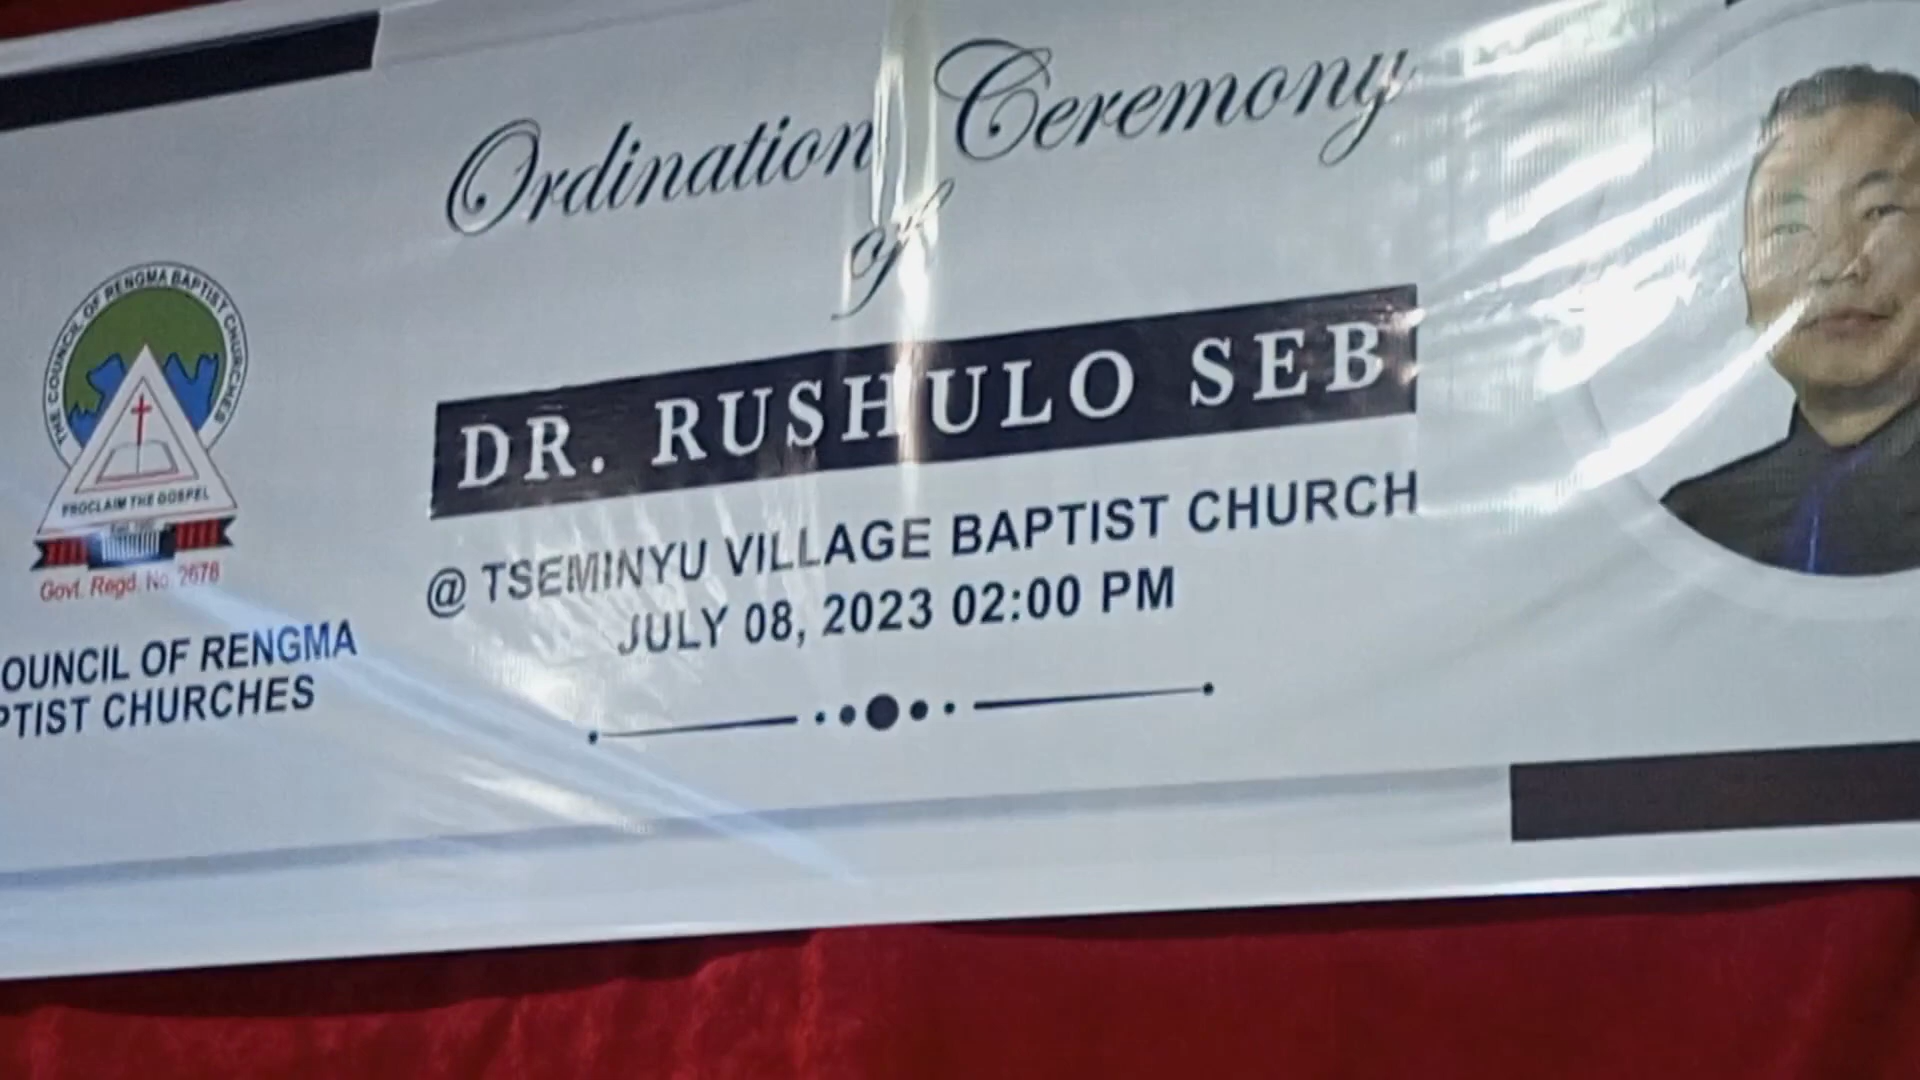 Ordination Ceremony
of
DR. RUSHULO SEB
@ TSEMINYU VILLAGE BAPTIST CHURCH
JULY 08, 2023 02:00 PM
THE COUNCIL OF RENGMA BAPTIST CHURCHES
PROCLAIM THE GOSPEL
Govt. Regd. No. 2678
OUNCIL OF RENGMA
PTIST CHURCHES